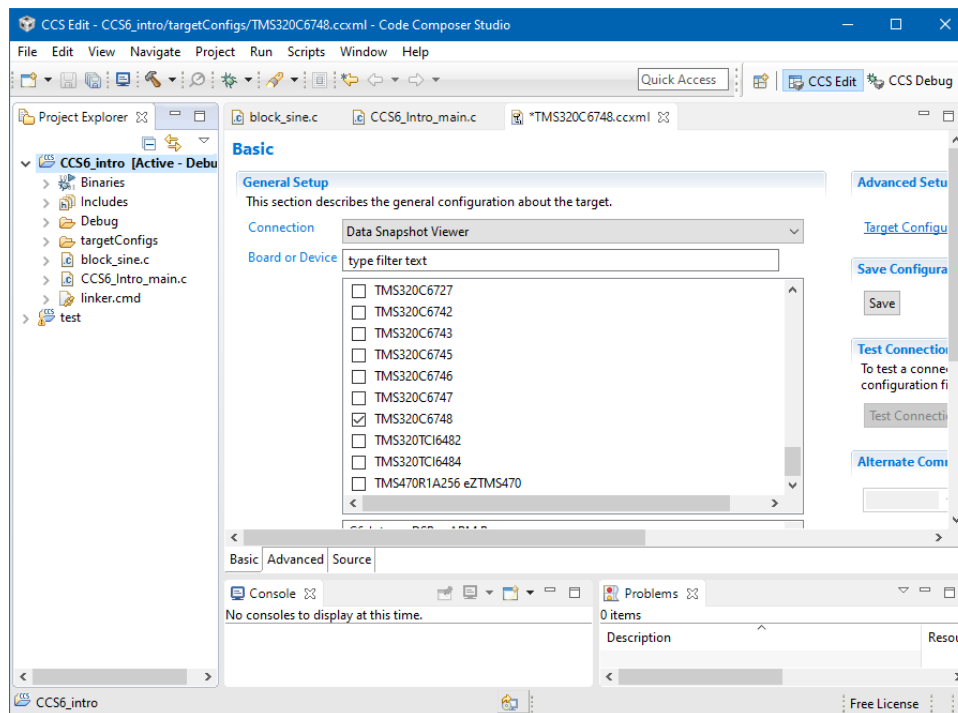 CCS Edit - CCS6_intro/targetConfigs/TMS320C6748.ccxml - Code Composer Studio
File Edit View Navigate Project Run Scripts Window Help
Quick Access
CCS Edit
CCS Debug
Project Explorer
CCS6_intro [Active - Debu
Binaries
Includes
Debug
targetConfigs
block_sine.c
CCS6_Intro_main.c
linker.cmd
test
block_sine.c
CCS6_Intro_main.c
*TMS320C6748.ccxml
Basic
General Setup
This section describes the general configuration about the target.
Connection
Data Snapshot Viewer
Board or Device
type filter text
TMS320C6727
TMS320C6742
TMS320C6743
TMS320C6745
TMS320C6746
TMS320C6747
TMS320C6748
TMS320TCI6482
TMS320TCI6484
TMS470R1A256 eZTMS470
Advanced Setu
Target Configu
Save Configura
Save
Test Connection
To test a connec
configuration fi
Test Connecti
Alternate Comm
Basic Advanced Source
Console
No consoles to display at this time.
Problems
0 items
Description
Resou
CCS6_intro
Free License